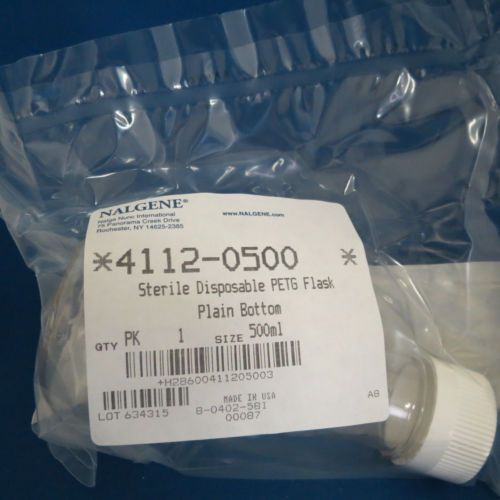 NALGENE®
Nalge Nunc International
75 Panorama Creek Drive
Rochester, NY 14625-2385
www.NALGENE.com
*4112-0500 *
Sterile Disposable PETG Flask
Plain Bottom
QTY PK 1 SIZE 500ml
+H28600411205003
MADE IN USA
LOT 634315 8-0402-581 AB
00087